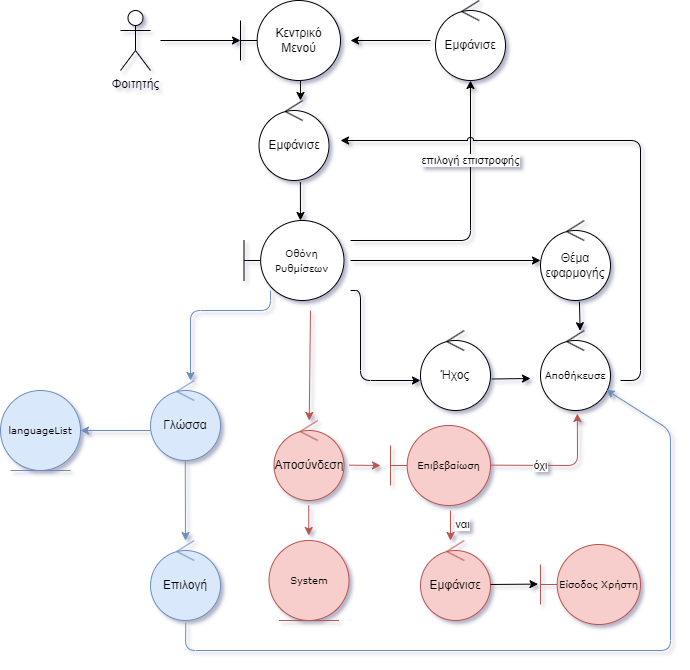 Κεντρικό
Μενού
Εμφάνισε
Φοιτητής
Εμφάνισε
επιλογή επιστροφής
Οθόνη
Ρυθμίσεων
Θέμα
εφαρμογής
Ήχος
Αποθήκευσε
Γλώσσα
languageList
Αποσύνδεση
Επιβεβαίωση
όχι
ναι
Επιλογή
System
Εμφάνισε
Είσοδος Χρήστη